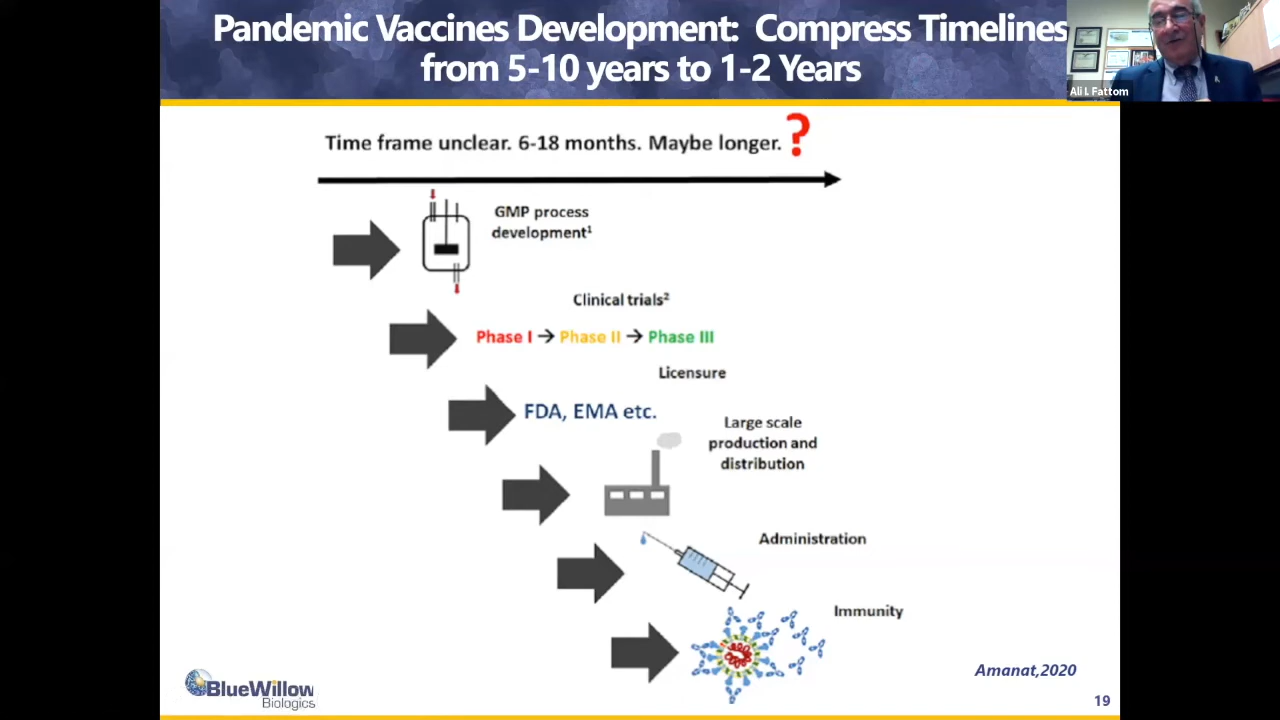 Pandemic Vaccines Development: Compress Timelines
from 5-10 years to 1-2 Years
Ali L Fattom
Time frame unclear. 6-18 months. Maybe longer. ?
GMP process
development¹
Clinical trials²
Phase I → Phase II → Phase III
Licensure
FDA, EMA etc.
Large scale
production and
distribution
Administration
Immunity
Amanat,2020
BlueWillow
Biologics
19